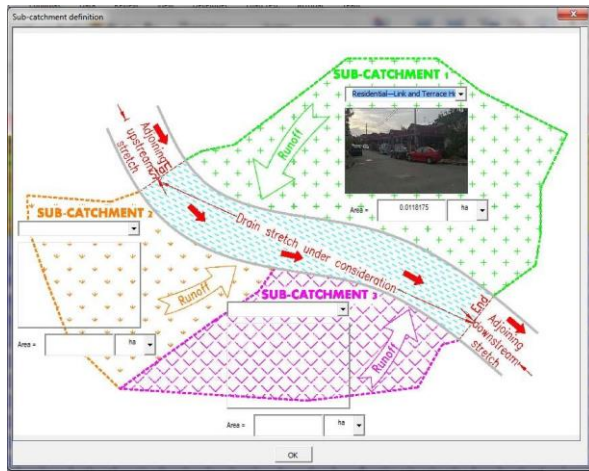 Sub-catchment definition
SUB-CATCHMENT 1
Residential--Link and Terrace H
Adjoining
upstream
stretch
Start
Runoff
Area =
0.0118175
ha
SUB-CATCHMENT 2
Drain stretch under consideration
Runoff
SUB-CATCHMENT 3
End
Adjoining
downstream
stretch
Runoff
Area =
ha
Area =
ha
OK